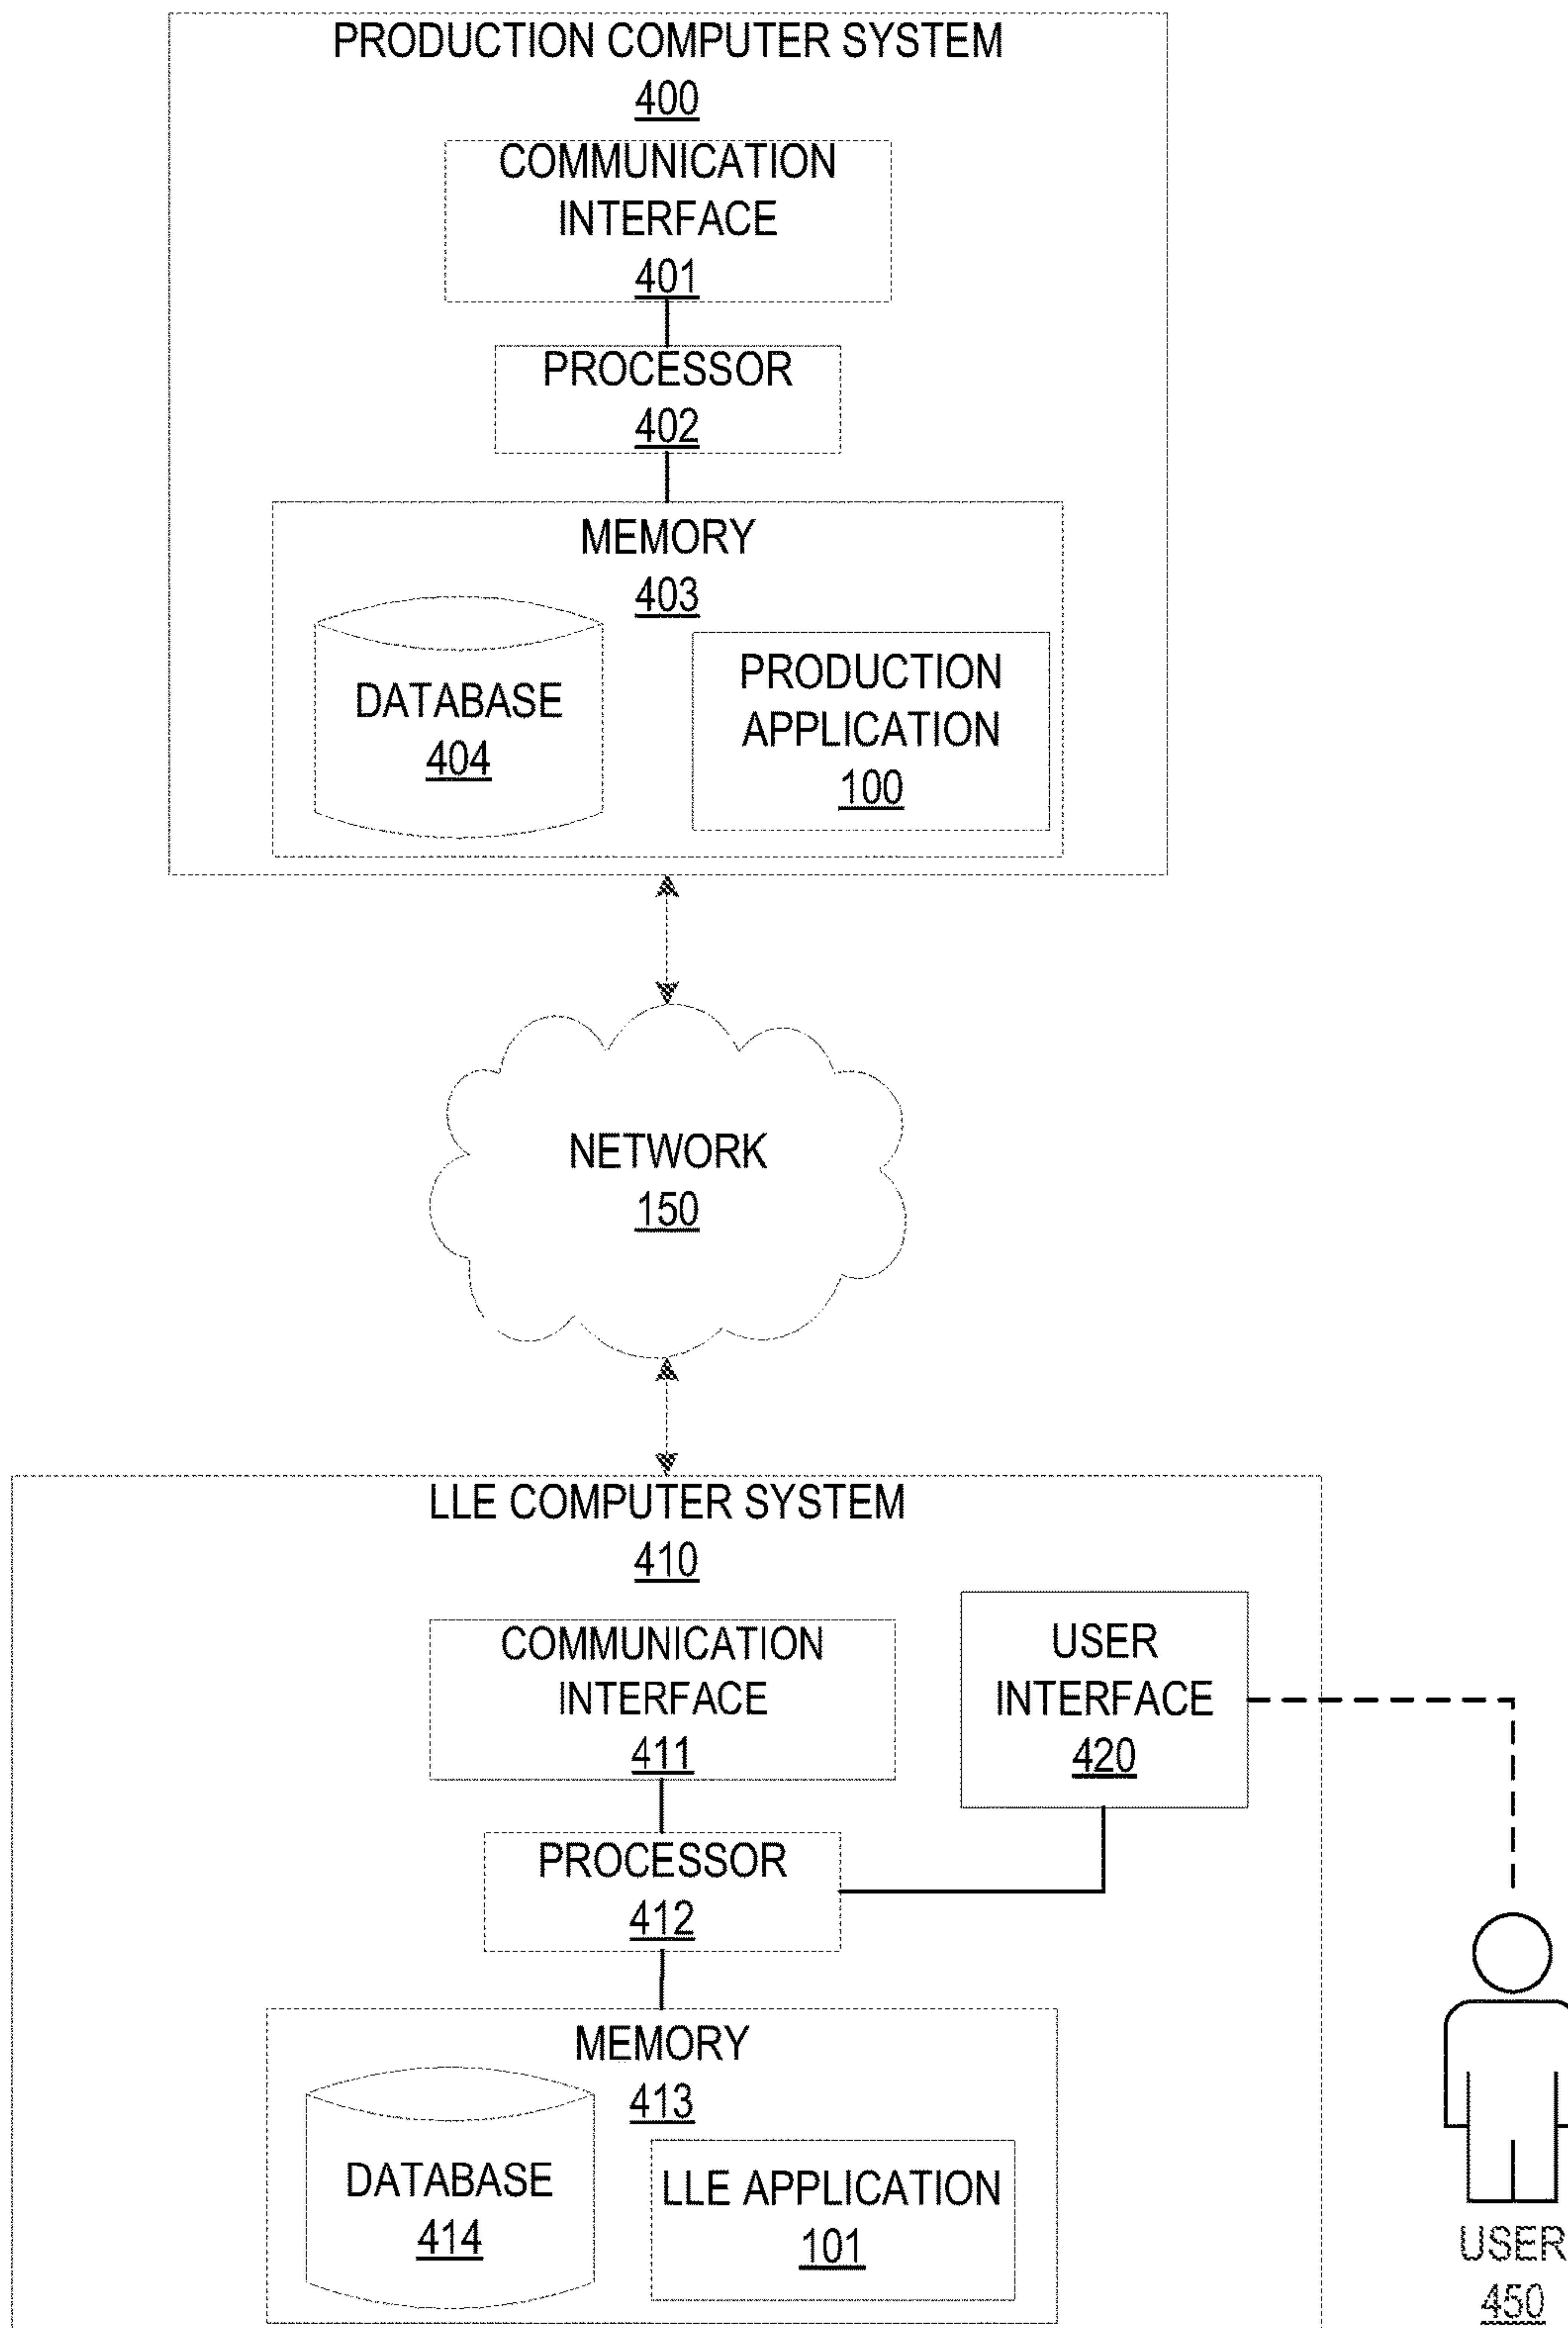 PRODUCTION COMPUTER SYSTEM
400
COMMUNICATION
INTERFACE
401
PROCESSOR
402
MEMORY
403
DATABASE
404
PRODUCTION
APPLICATION
100
NETWORK
150
LLE COMPUTER SYSTEM
410
COMMUNICATION
INTERFACE
411
USER
INTERFACE
420
PROCESSOR
412
MEMORY
413
DATABASE
414
LLE APPLICATION
101
USER
450